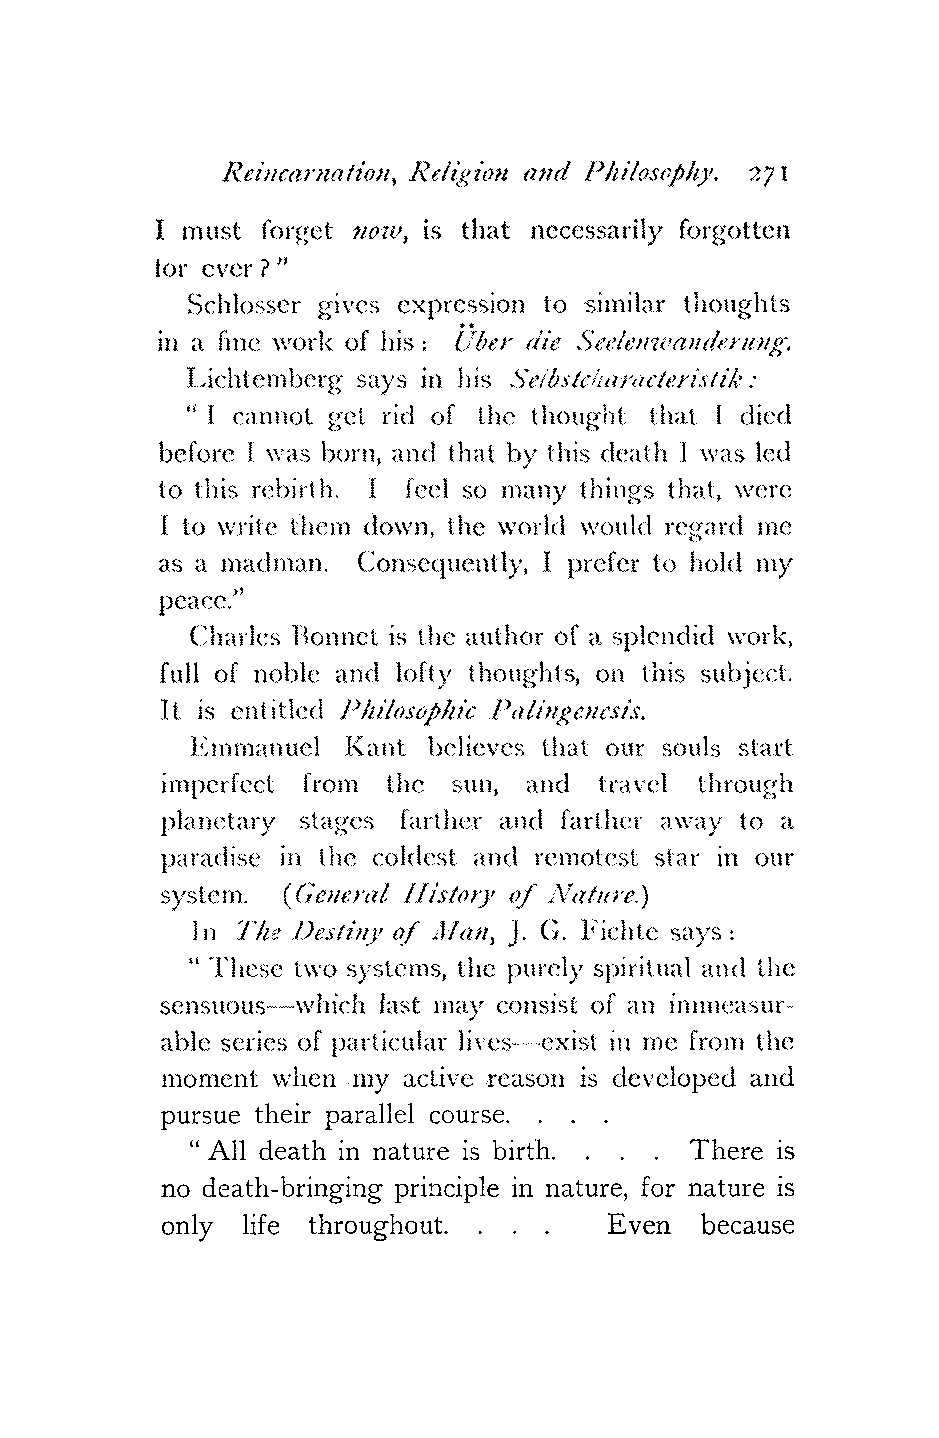 Reincarnation, Religion and Philosophy. 271
I must forget now, is that necessarily forgotten
for ever?"
Schlosser gives expression to similar thoughts
in a fine work of his: Über die Seelenwanderung.
Lichtemberg says in his Selbstcharacteristik:
"I cannot get rid of the thought that I died
before I was born, and that by this death I was led
to this rebirth. I feel so many things that, were
I to write them down, the world would regard me
as a madman. Consequently, I prefer to hold my
peace."
Charles Bonnet is the author of a splendid work,
full of noble and lofty thoughts, on this subject.
It is entitled Philosophic Palingenesis.
Emmanuel Kant believes that our souls start
imperfect from the sun, and travel through
planetary stages farther and farther away to a
paradise in the coldest and remotest star in our
system. (General History of Nature.)
In The Destiny of Man, J. G. Fichte says:
"These two systems, the purely spiritual and the
sensuous—which last may consist of an immeasur-
able series of particular lives—exist in me from the
moment when my active reason is developed and
pursue their parallel course. . . .
"All death in nature is birth. . . . There is
no death-bringing principle in nature, for nature is
only life throughout. . . . Even because